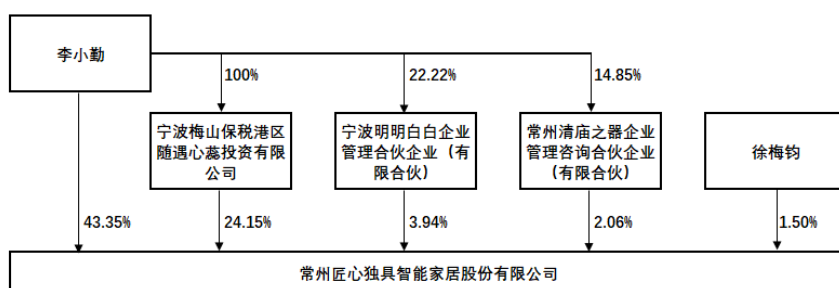 李小勤
100%
22.22%
14.85%
宁波梅山保税港区
随遇心蕊投资有限
公司
宁波明明白白企业
管理合伙企业（有
限合伙）
常州清庙之器企业
管理咨询合伙企业
（有限合伙）
徐梅钧
43.35%
24.15%
3.94%
2.06%
1.50%
常州匠心独具智能家居股份有限公司